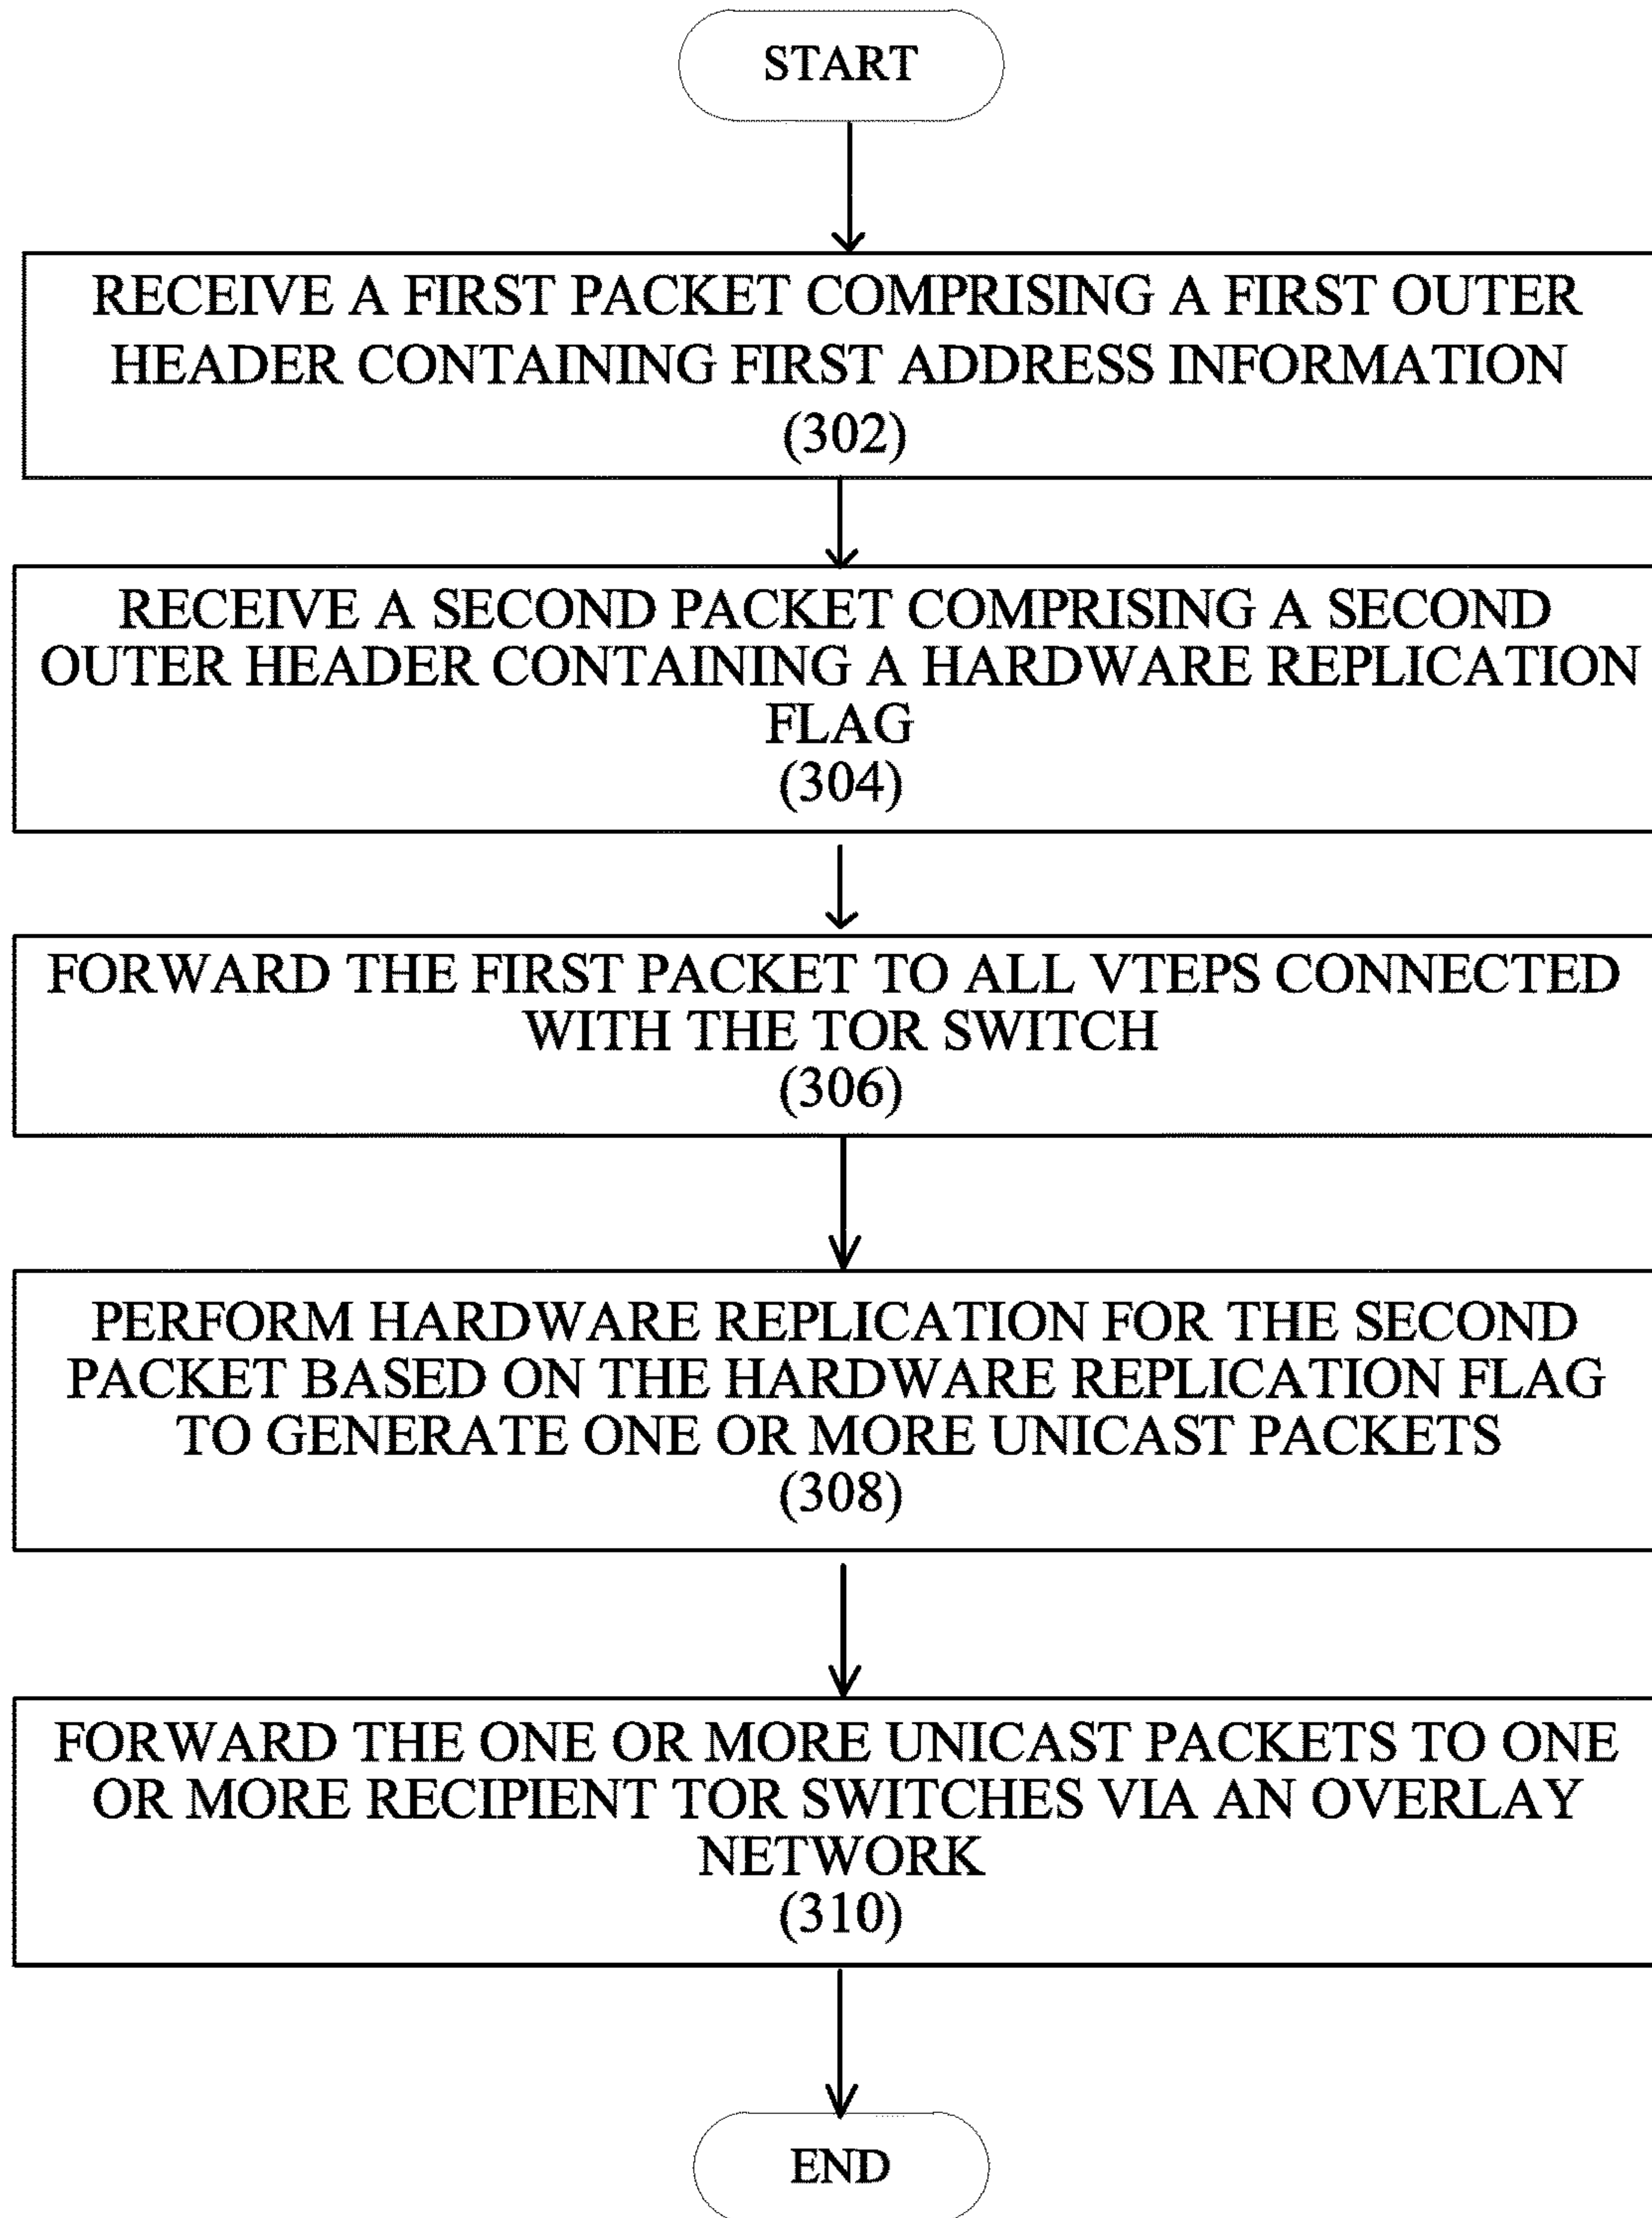 START
RECEIVE A FIRST PACKET COMPRISING A FIRST OUTER
HEADER CONTAINING FIRST ADDRESS INFORMATION
(302)
RECEIVE A SECOND PACKET COMPRISING A SECOND
OUTER HEADER CONTAINING A HARDWARE REPLICATION
FLAG
(304)
FORWARD THE FIRST PACKET TO ALL VTEPS CONNECTED
WITH THE TOR SWITCH
(306)
PERFORM HARDWARE REPLICATION FOR THE SECOND
PACKET BASED ON THE HARDWARE REPLICATION FLAG
TO GENERATE ONE OR MORE UNICAST PACKETS
(308)
FORWARD THE ONE OR MORE UNICAST PACKETS TO ONE
OR MORE RECIPIENT TOR SWITCHES VIA AN OVERLAY
NETWORK
(310)
END